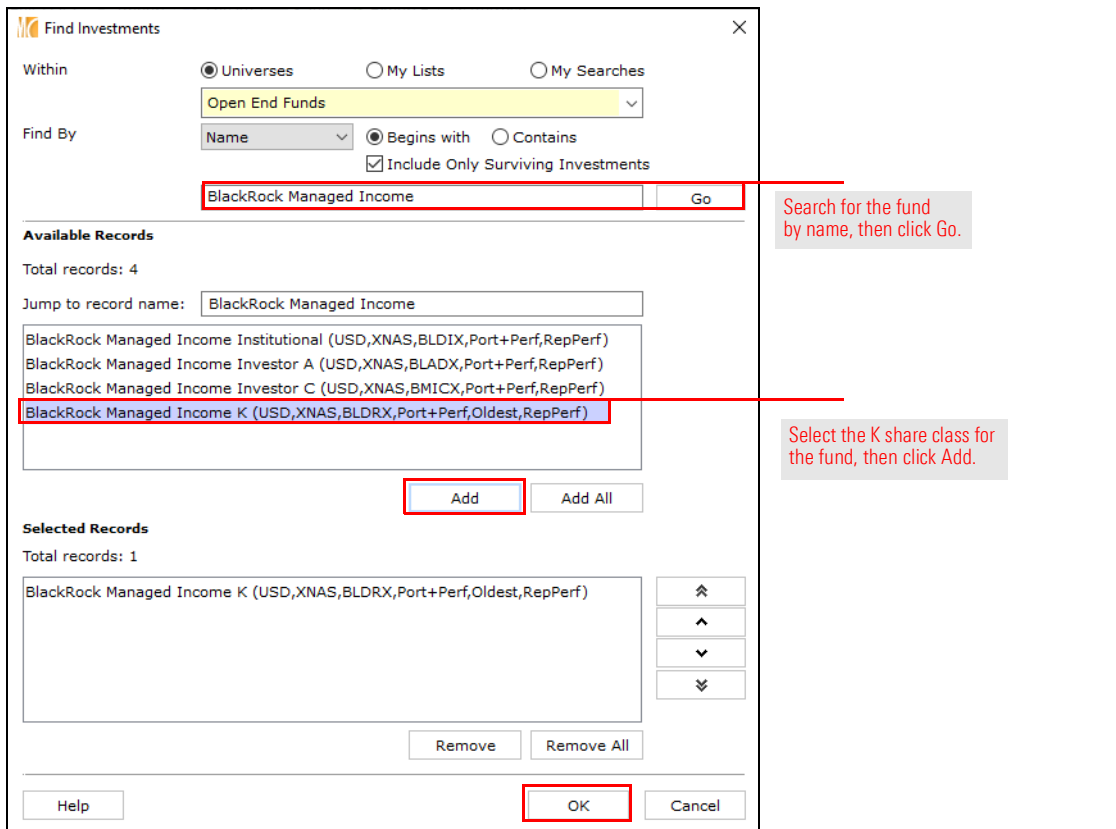 Find Investments
Within
Universes
My Lists
My Searches
Open End Funds
Find By
Name
Begins with
Contains
Include Only Surviving Investments
BlackRock Managed Income
Go
Search for the fund
by name, then click Go.
Available Records
Total records: 4
Jump to record name:
BlackRock Managed Income
BlackRock Managed Income Institutional (USD,XNAS,BLDIX,Port+Perf,RepPerf)
BlackRock Managed Income Investor A (USD,XNAS,BLADX,Port+Perf,RepPerf)
BlackRock Managed Income Investor C (USD,XNAS,BMICX,Port+Perf,RepPerf)
BlackRock Managed Income K (USD,XNAS,BLDRX,Port+Perf,Oldest,RepPerf)
Select the K share class for
the fund, then click Add.
Add
Add All
Selected Records
Total records: 1
BlackRock Managed Income K (USD,XNAS,BLDRX,Port+Perf,Oldest,RepPerf)
Remove
Remove All
Help
OK
Cancel